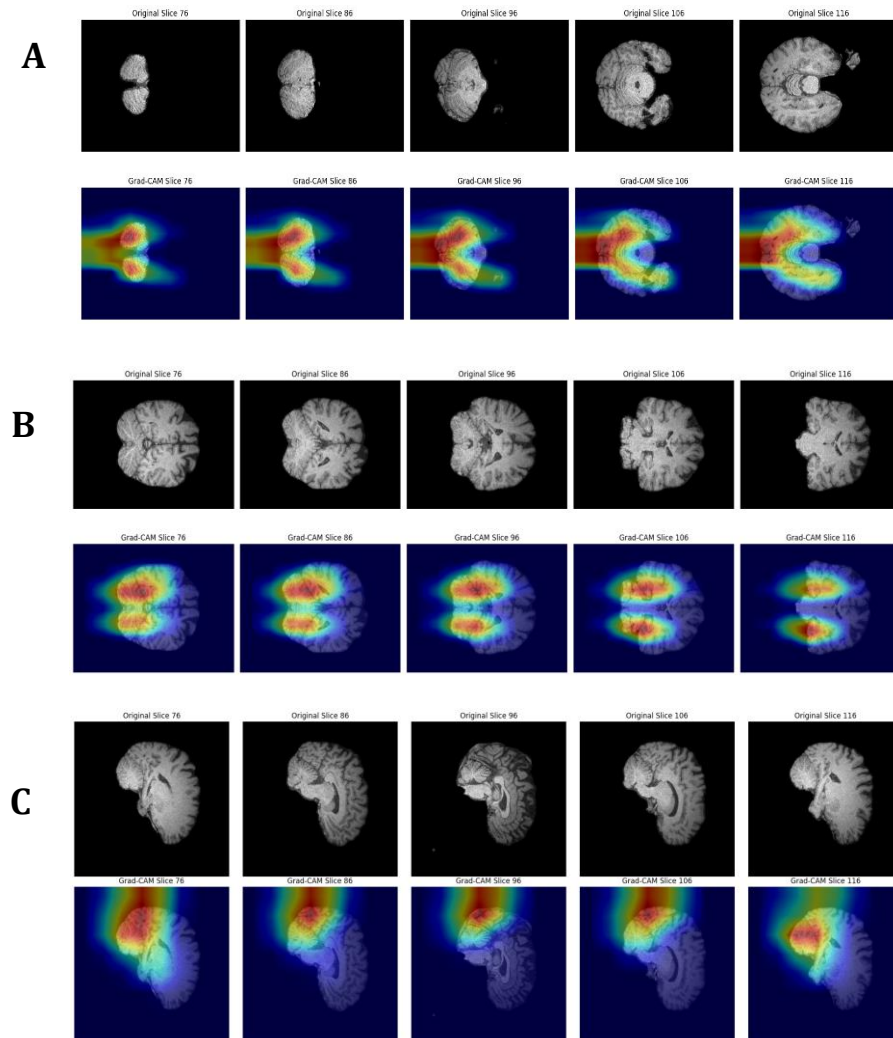 Original Slice 76 Original Slice 86 Original Slice 96 Original Slice 106 Original Slice 116
A
Grad-CAM Slice 76 Grad-CAM Slice 86 Grad-CAM Slice 96 Grad-CAM Slice 106 Grad-CAM Slice 116
Original Slice 76 Original Slice 86 Original Slice 96 Original Slice 106 Original Slice 116
B
Grad-CAM Slice 76 Grad-CAM Slice 86 Grad-CAM Slice 96 Grad-CAM Slice 106 Grad-CAM Slice 116
Original Slice 76 Original Slice 86 Original Slice 96 Original Slice 106 Original Slice 116
C
Grad-CAM Slice 76 Grad-CAM Slice 86 Grad-CAM Slice 96 Grad-CAM Slice 106 Grad-CAM Slice 116